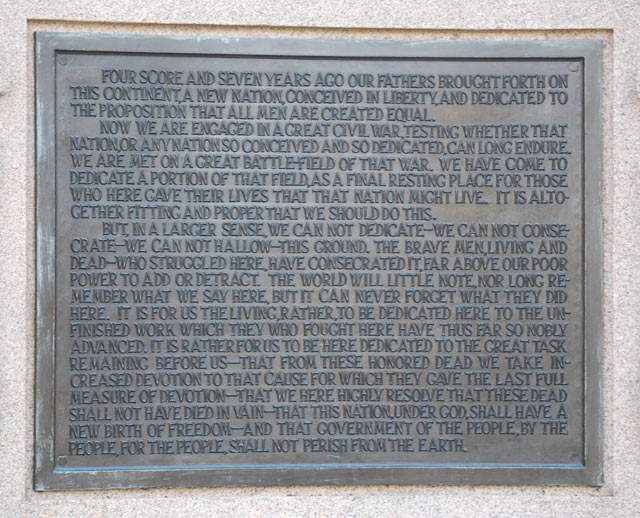 FOUR SCORE AND SEVEN YEARS AGO OUR FATHERS BROUGHT FORTH ON
THIS CONTINENT, A NEW NATION, CONCEIVED IN LIBERTY, AND DEDICATED TO
THE PROPOSITION THAT ALL MEN ARE CREATED EQUAL.
NOW WE ARE ENGAGED IN A GREAT CIVIL WAR, TESTING WHETHER THAT
NATION, OR ANY NATION SO CONCEIVED AND SO DEDICATED, CAN LONG ENDURE.
WE ARE MET ON A GREAT BATTLE-FIELD OF THAT WAR. WE HAVE COME TO
DEDICATE A PORTION OF THAT FIELD, AS A FINAL RESTING PLACE FOR THOSE
WHO HERE GAVE THEIR LIVES THAT THAT NATION MIGHT LIVE. IT IS ALTO-
GETHER FITTING AND PROPER THAT WE SHOULD DO THIS.
BUT, IN A LARGER SENSE, WE CAN NOT DEDICATE—WE CAN NOT CONSE-
CRATE—WE CAN NOT HALLOW—THIS GROUND. THE BRAVE MEN, LIVING AND
DEAD—WHO STRUGGLED HERE, HAVE CONSECRATED IT, FAR ABOVE OUR POOR
POWER TO ADD OR DETRACT. THE WORLD WILL LITTLE NOTE, NOR LONG RE-
MEMBER WHAT WE SAY HERE, BUT IT CAN NEVER FORGET WHAT THEY DID
HERE. IT IS FOR US THE LIVING, RATHER, TO BE DEDICATED HERE TO THE UN-
FINISHED WORK WHICH THEY WHO FOUGHT HERE HAVE THUS FAR SO NOBLY
ADVANCED. IT IS RATHER FOR US TO BE HERE DEDICATED TO THE GREAT TASK
REMAINING BEFORE US—THAT FROM THESE HONORED DEAD WE TAKE IN-
CREASED DEVOTION TO THAT CAUSE FOR WHICH THEY GAVE THE LAST FULL
MEASURE OF DEVOTION—THAT WE HERE HIGHLY RESOLVE THAT THESE DEAD
SHALL NOT HAVE DIED IN VAIN—THAT THIS NATION, UNDER GOD, SHALL HAVE A
NEW BIRTH OF FREEDOM—AND THAT GOVERNMENT OF THE PEOPLE, BY THE
PEOPLE, FOR THE PEOPLE, SHALL NOT PERISH FROM THE EARTH.